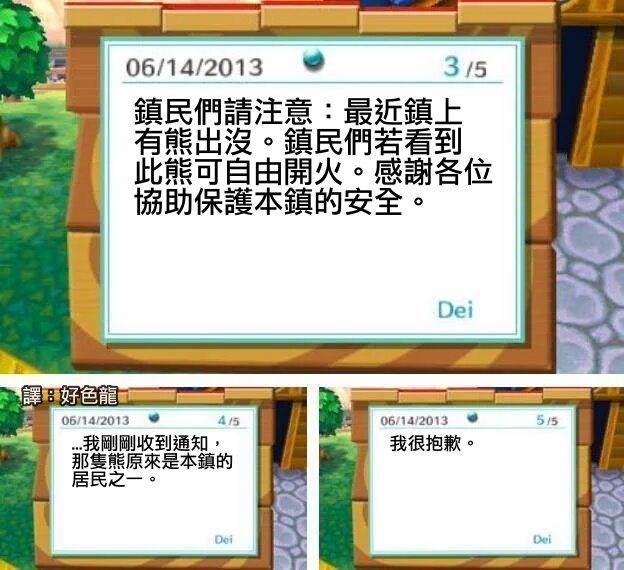 06/14/2013 3/5
鎮民們請注意：最近鎮上
有熊出沒。鎮民們若看到
此熊可自由開火。感謝各位
協助保護本鎮的安全。
Dei
譯：好色龍
06/14/2013 4/5
...我剛剛收到通知，
那隻熊原來是本鎮的
居民之一。
Dei
06/14/2013 5/5
我很抱歉。
Dei